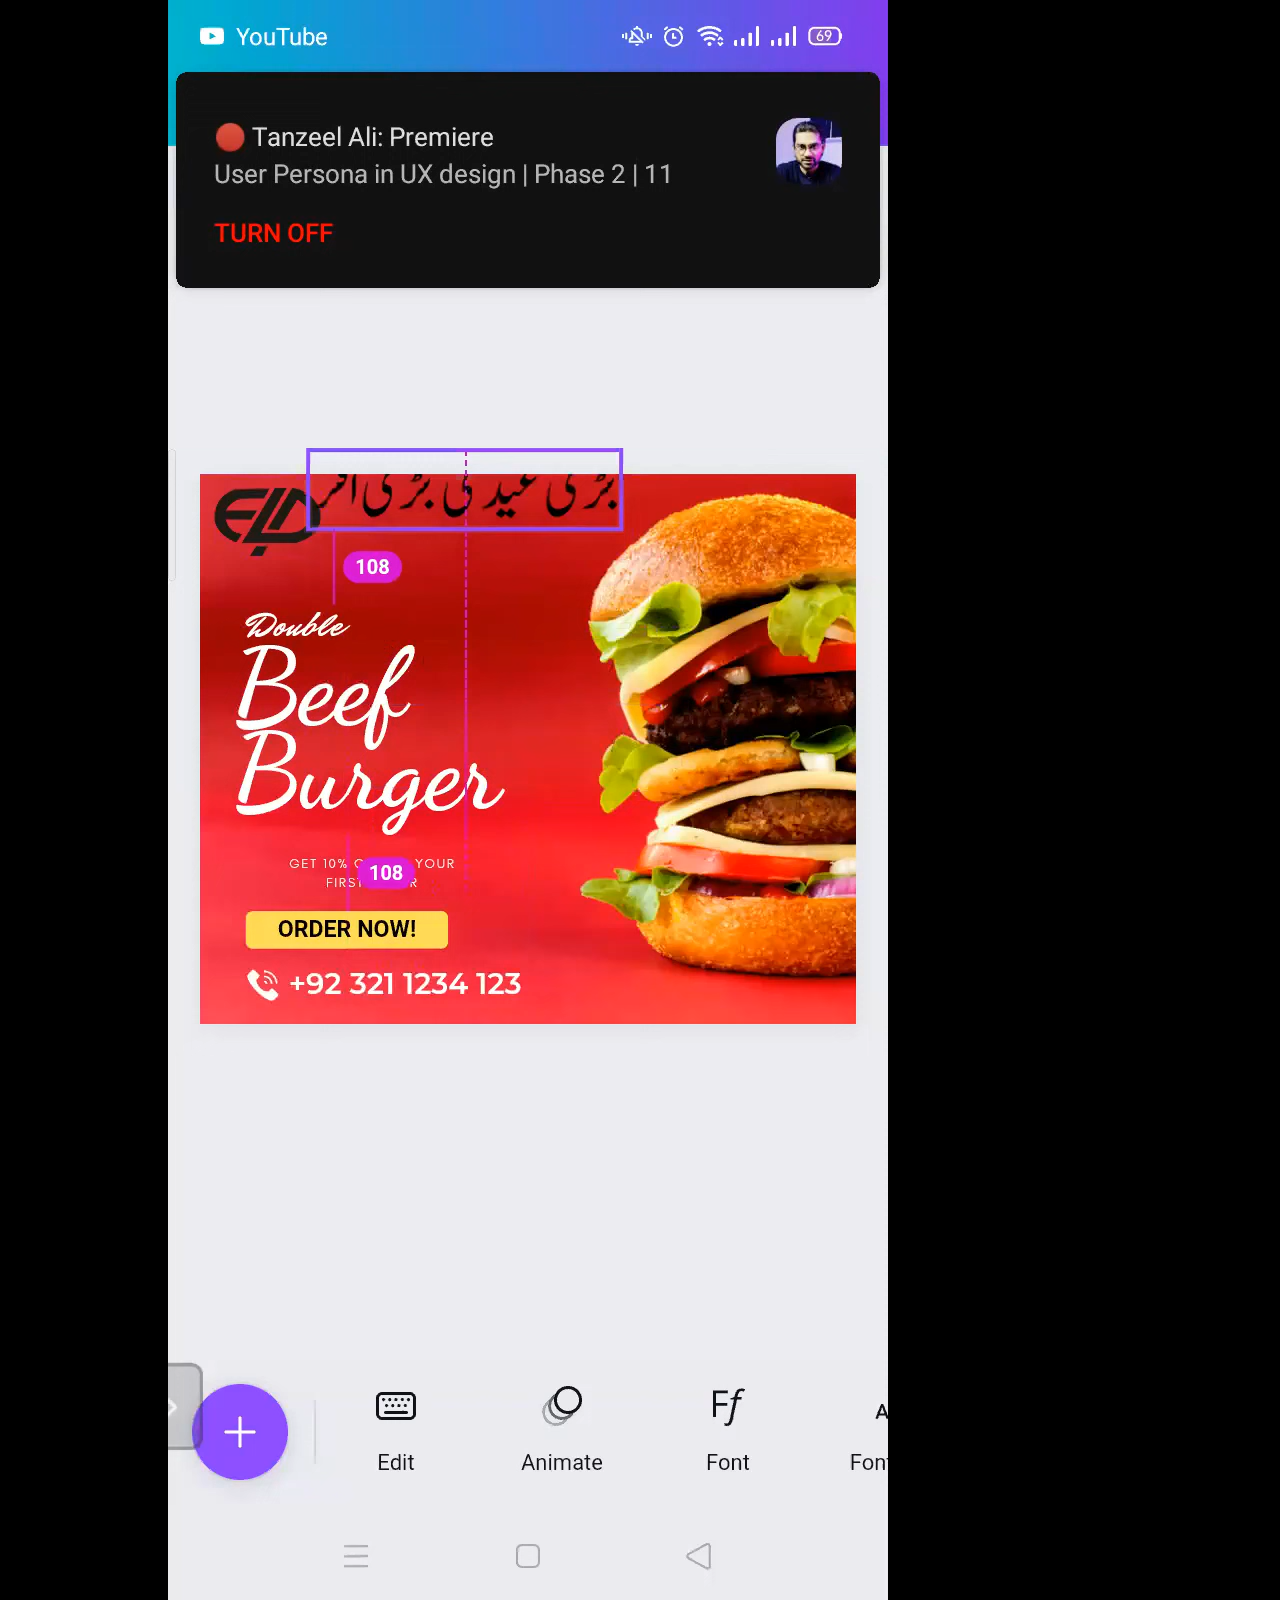 YouTube
69
Tanzeel Ali: Premiere
User Persona in UX design | Phase 2 | 11
TURN OFF
بڑی عید کی بڑی
108
Double
Beef
Burger
GET 10% YOUR
108
FIRST
ORDER NOW!
+92 321 1234 123
Edit
Animate
Ff
Font